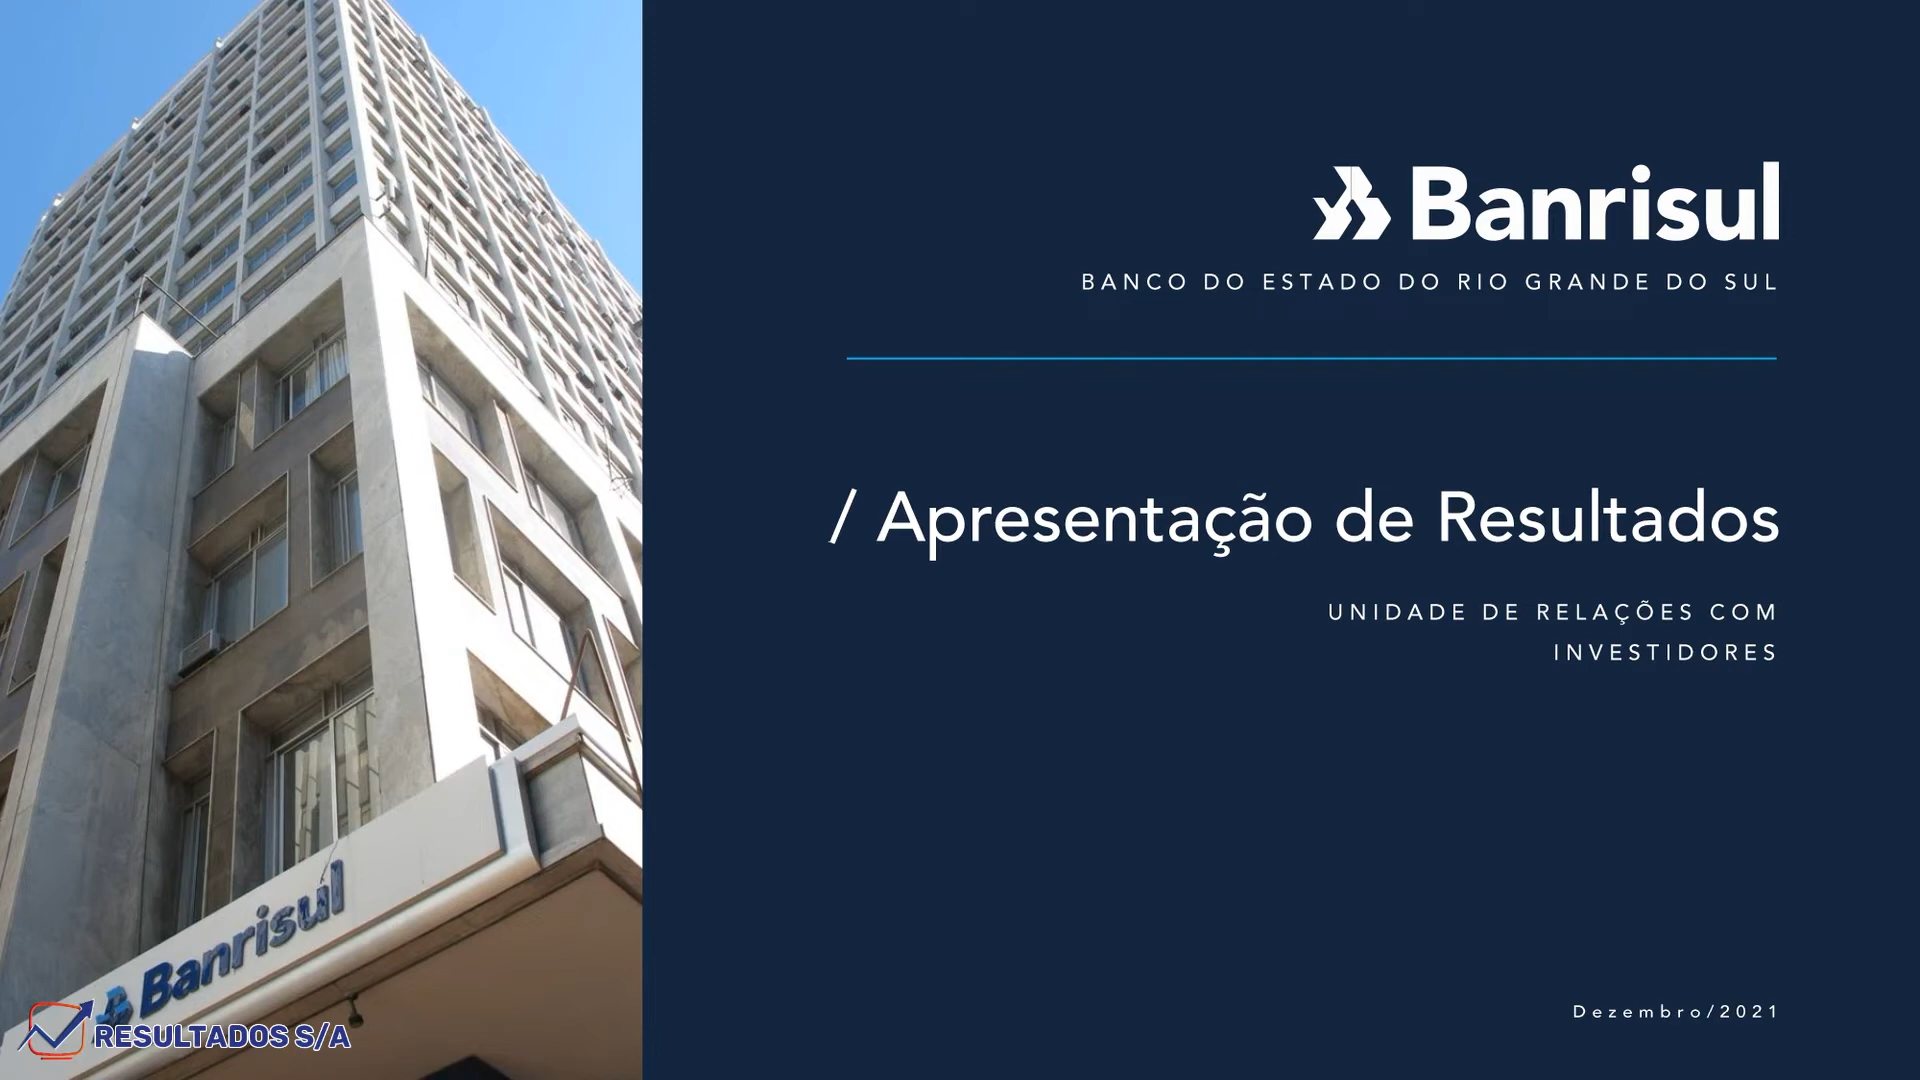 Banrisul
BANCO DO ESTADO DO RIO GRANDE DO SUL
/ Apresentação de Resultados
UNIDADE DE RELAÇÕES COM
INVESTIDORES
Dezembro/2021
Banrisul
RESULTADOS S/A